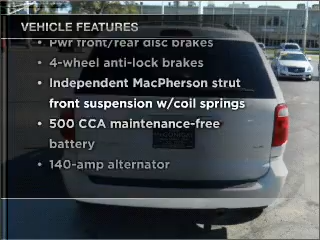 VEHICLE FEATURES
• Pwr front/rear disc brakes
• 4-wheel anti-lock brakes
• Independent MacPherson strut
front suspension w/coil springs
• 500 CCA maintenance-free
battery
• 140-amp alternator